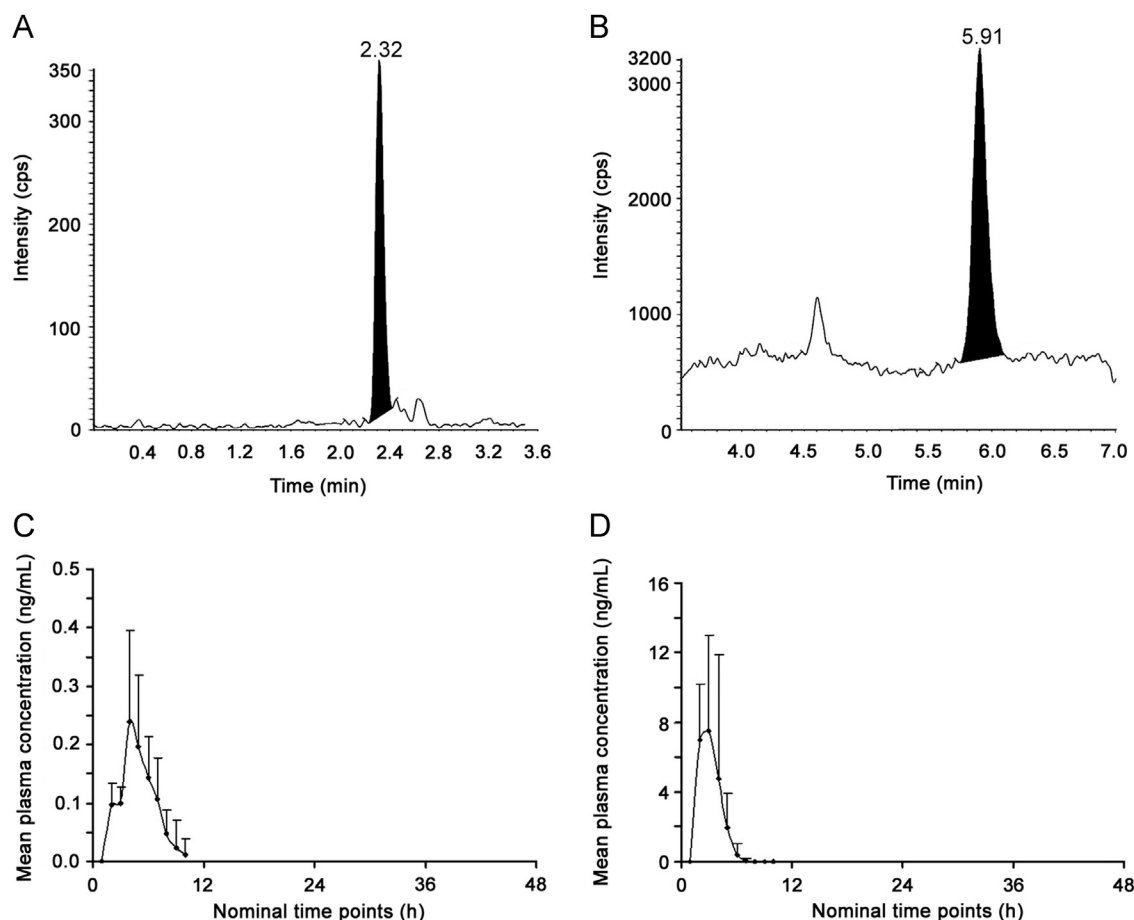 A
2.32
350
300
200
100
0
Intensity (cps)
0.4 0.8 1.2 1.6 2.0 2.4 2.8 3.2 3.6
Time (min)
B
5.91
3200
3000
2000
1000
0
Intensity (cps)
4.0 4.5 5.0 5.5 6.0 6.5 7.0
Time (min)
C
0.5
0.4
0.3
0.2
0.1
0.0
Mean plasma concentration (ng/mL)
0 12 24 36 48
Nominal time points (h)
D
16
12
8
4
0
Mean plasma concentration (ng/mL)
0 12 24 36 48
Nominal time points (h)